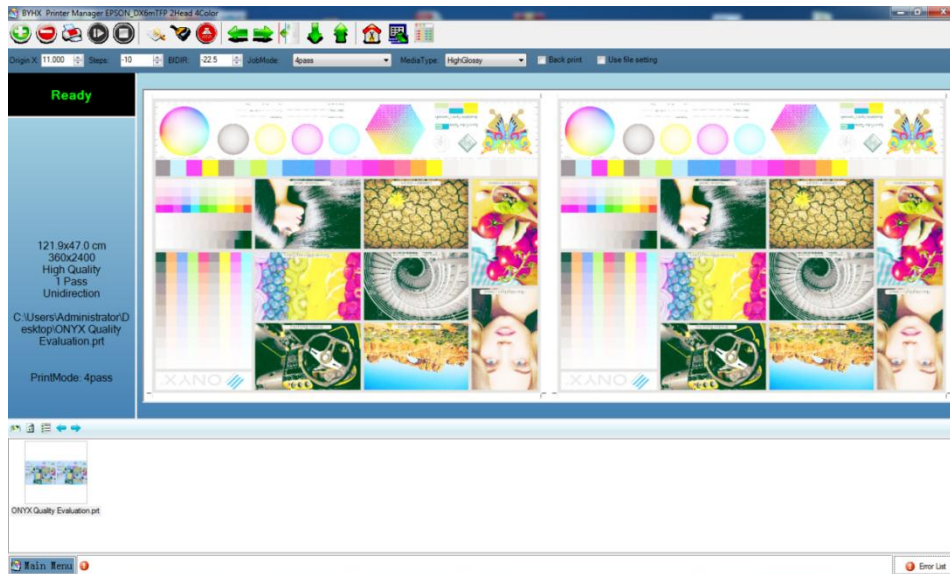 BYHX Printer Manager EPSON_DX6mTFP 2Head 4Color
Origin X: 11.000 Steps: -10 BIDIR: -22.5 JobMode: 4pass MediaType: HighGlossy Back print Use file setting
Ready
121.9x47.0 cm
360x2400
High Quality
1 Pass
Unidirection
C:\Users\Administrator\D
esktop\ONYX Quality
Evaluation.prt
PrintMode: 4pass
ONYX ONYX
ONYX Quality Evaluation.prt
Main Menu Error List